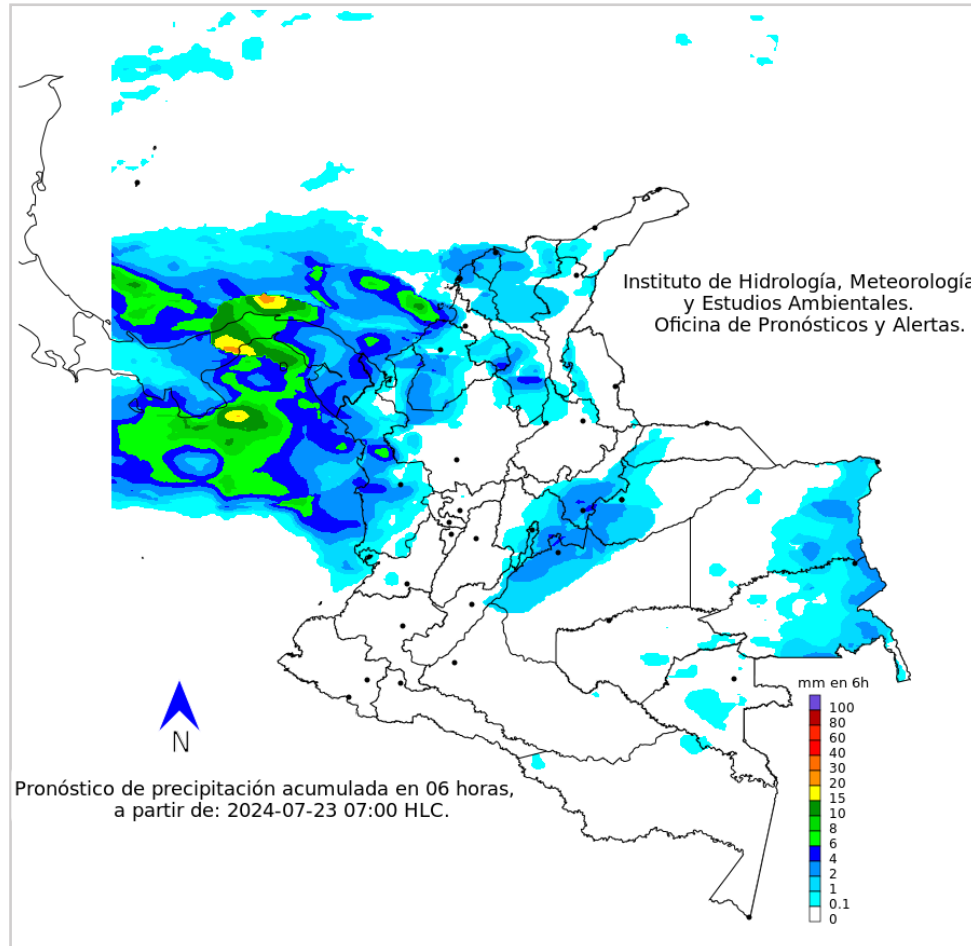 Instituto de Hidrología, Meteorología
y Estudios Ambientales.
Oficina de Pronósticos y Alertas.
mm en 6h
100
80
60
40
30
20
15
10
8
6
4
2
1
0.1
0
N
Pronóstico de precipitación acumulada en 06 horas,
a partir de: 2024-07-23 07:00 HLC.